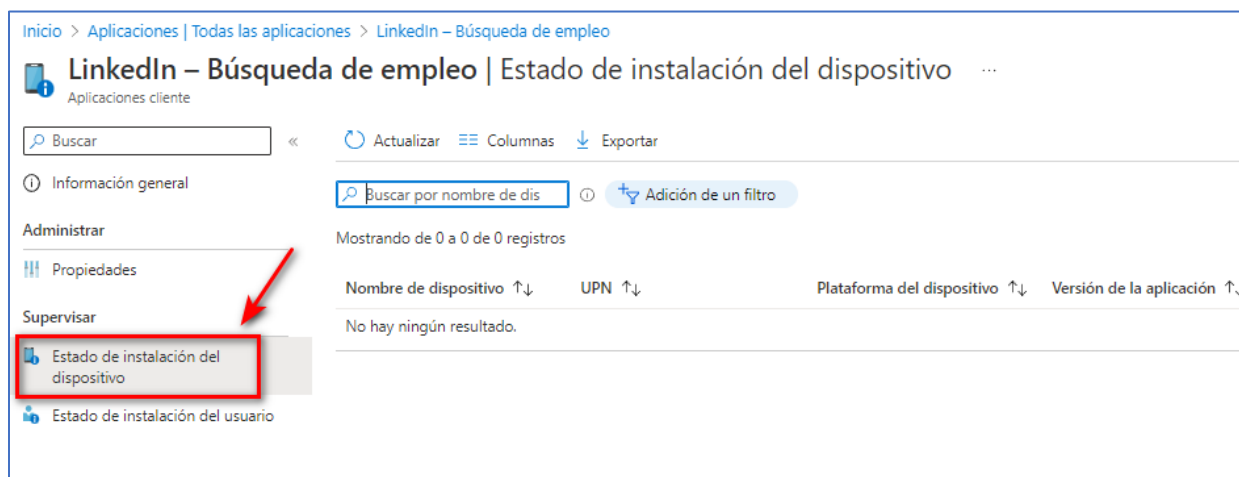 Inicio > Aplicaciones | Todas las aplicaciones > LinkedIn – Búsqueda de empleo
LinkedIn – Búsqueda de empleo | Estado de instalación del dispositivo ...
Aplicaciones cliente
Buscar «
Actualizar Columnas Exportar
Información general
Buscar por nombre de dis Adición de un filtro
Administrar
Mostrando de 0 a 0 de 0 registros
Propiedades
Nombre de dispositivo ↑↓ UPN ↑↓ Plataforma del dispositivo ↑↓ Versión de la aplicación ↑↓
Supervisar
No hay ningún resultado.
Estado de instalación del
dispositivo
Estado de instalación del usuario